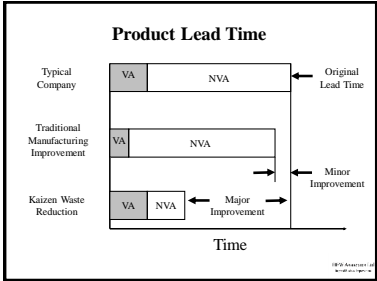 Product Lead Time
Typical
Company
VA
NVA
Original
Lead Time
Traditional
Manufacturing
Improvement
VA
NVA
Minor
Improvement
Kaizen Waste
Reduction
VA
NVA
Major
Improvement
Time